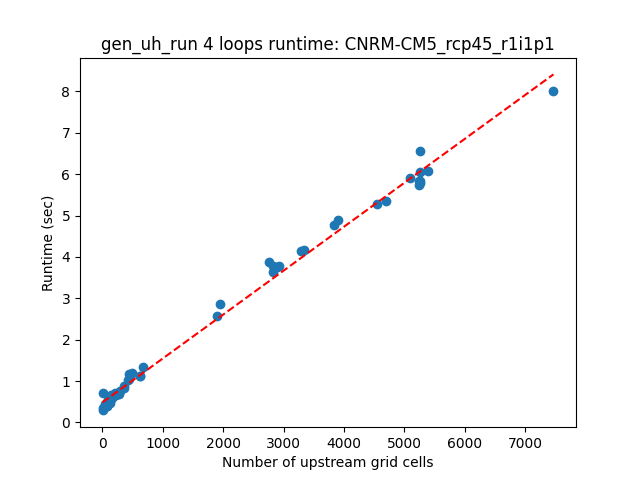 gen_uh_run 4 loops runtime: CNRM-CM5_rcp45_r1i1p1
8
7
6
5
4
3
2
1
0
Runtime (sec)
0 1000 2000 3000 4000 5000 6000 7000
Number of upstream grid cells